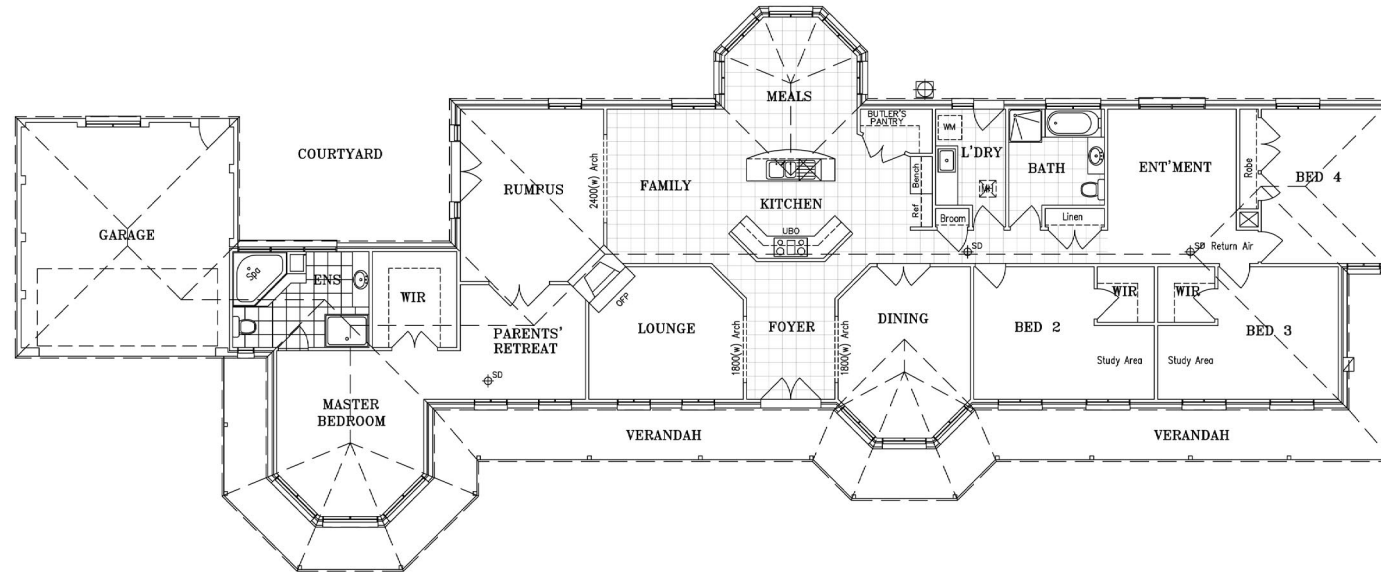 MEALS
BUTLER'S
PANTRY
WM
L'DRY
MH
BATH
ENT'MENT
Robe
BED 4
COURTYARD
RUMPUS
2400(w) Arch
FAMILY
KITCHEN
Bench
Ref
Broom
Linen
UBO
SD
SD
Return Air
GARAGE
Spa
ENS
WIR
OFP
PARENTS'
RETREAT
SD
LOUNGE
1800(w) Arch
FOYER
1800(w) Arch
DINING
BED 2
WIR
WIR
BED 3
Study Area
Study Area
MASTER
BEDROOM
VERANDAH
VERANDAH